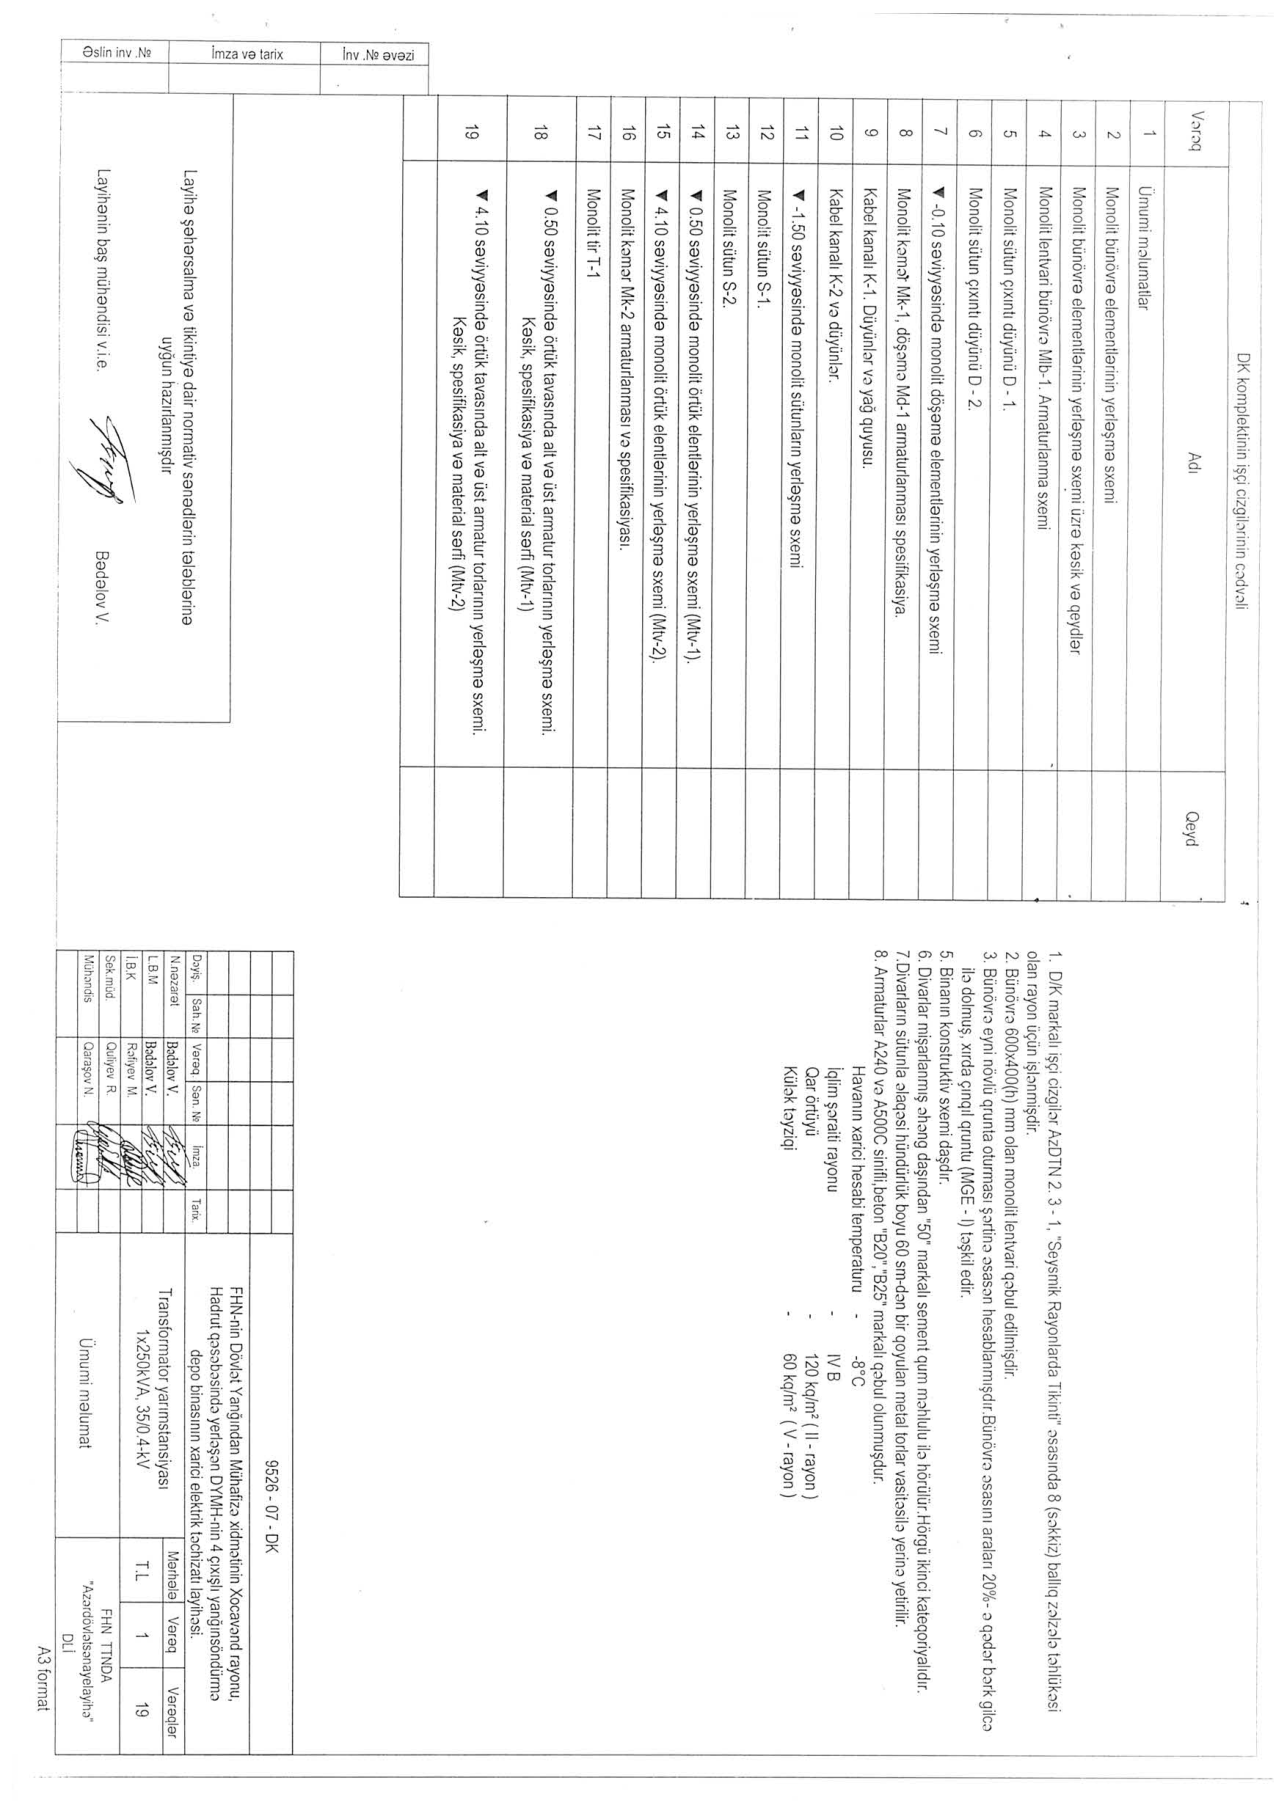 DK komplektinin işçi cizgilərinin cədvəli
Vərəq Adı Qeyd
1 Ümumi məlumatlar
2 Monolit bünövrə elementlərinin yerləşmə sxemi
3 Monolit bünövrə elementlərinin yerləşmə sxemi üzrə kəsik və qeydlər
4 Monolit lentvari bünövrə Mlb-1. Armaturlanma sxemi
5 Monolit sütun çıxıntı düyünü D - 1.
6 Monolit sütun çıxıntı düyünü D - 2.
7 ▼ -0.10 səviyyəsində monolit döşəmə elementlərinin yerləşmə sxemi
8 Monolit kəmər Mk-1, döşəmə Md-1 armaturlanması spesifikasiya.
9 Kabel kanalı K-1. Düyünlər və yağ quyusu.
10 Kabel kanalı K-2 və düyünlər.
11 ▼ -1.50 səviyyəsində monolit sütunların yerləşmə sxemi
12 Monolit sütun S-1.
13 Monolit sütun S-2.
14 ▼ 0.50 səviyyəsində monolit örtük elentlərinin yerləşmə sxemi (Mtv-1).
15 ▼ 4.10 səviyyəsində monolit örtük elentlərinin yerləşmə sxemi (Mtv-2).
16 Monolit kəmər Mk-2 armaturlanması və spesifikasiyası.
17 Monolit tir T-1
18 ▼ 0.50 səviyyəsində örtük tavasında alt və üst armatur torlarının yerləşmə sxemi.
Kəsik, spesifikasiya və material sərfi (Mtv-1)
19 ▼ 4.10 səviyyəsində örtük tavasında alt və üst armatur torlarının yerləşmə sxemi.
Kəsik, spesifikasiya və material sərfi (Mtv-2)
1. D/K markalı işçi cizgilər AzDTN 2. 3 - 1, "Seysmik Rayonlarda Tikinti" əsasında 8 (səkkiz) ballıq zəlzələ təhlükəsi
olan rayon üçün işlənmişdir.
2. Bünövrə 600x400(h) mm olan monolit lentvari qəbul edilmişdir.
3. Bünövrə eyni növlü qrunta oturması şərtinə əsasən hesablanmışdır.Bünövrə əsasını araları 20%- ə qədər bərk gilcə
ilə dolmuş, xırda çınqıl qruntu (MGE - I) təşkil edir.
5. Binanın konstruktiv sxemi daşdır.
6. Divarlar mişarlanmış əhəng daşından "50" markalı sement qum məhlulu ilə hörülür.Hörgü ikinci kateqoriyalıdır.
7.Divarların sütunla əlaqəsi hündürlük boyu 60 sm-dən bir qoyulan metal torlar vasitəsilə yerinə yetirilir.
8. Armaturlar A240 və A500C sinifli,beton "B20","B25" markalı qəbul olunmuşdur.
Havanın xarici hesabi temperaturu - -8°C
İqlim şəraiti rayonu - IV B
Qar örtüyü - 120 kq/m² ( II - rayon )
Külək təyziqi - 60 kq/m² ( V - rayon )
Layihə şəhərsalma və tikintiyə dair normativ sənədlərin tələblərinə
uyğun hazırlanmışdır
Layihənin baş mühəndisi v.i.e. Bədəlov V.
İnv .№ əvəzi
İmza və tarix
Əslin inv .№
9526 - 07 - DK
FHN-nin Dövlət Yanğından Mühafizə xidmətinin Xocavənd rayonu,
Hadrut qəsəbəsində yerləşən DYMH-nin 4 çıxışlı yanğınsöndürmə
depo binasının xarici elektrik təchizatı layihəsi.
Dəyiş. Sah. № Vərəq Sən. № İmza. Tarix.
N.nəzarət Bədəlov V.
L.B.M Bədəlov V.
İ.B.K Rəfiyev M.
Sek.müd. Quliyev R.
Mühəndis Qaraşov N.
Transformator yarımstansiyası
1x250kVA, 35/0.4-kV
Mərhələ Vərəq Vərəqlər
T.L 1 19
Ümumi məlumat
FHN TTNDA
"Azərdövlətsənayelayihə"
DLİ
A3 format